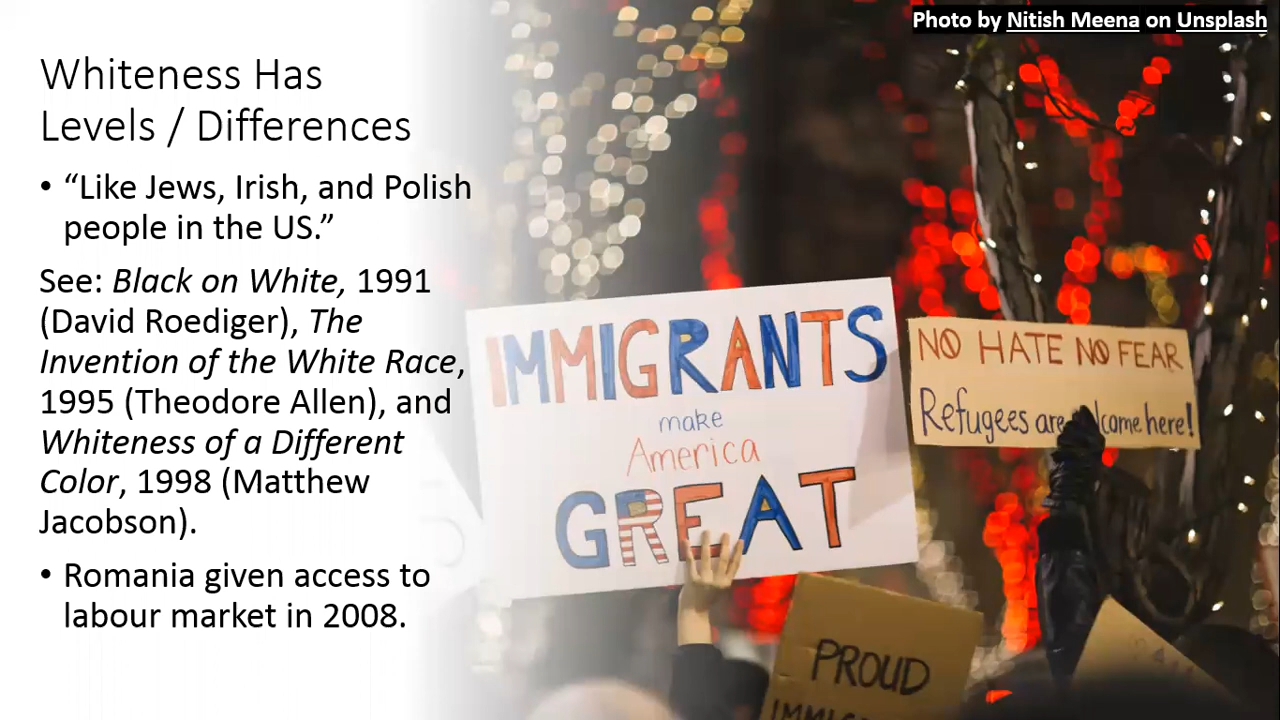 Photo by Nitish Meena on Unsplash
Whiteness Has
Levels / Differences
• “Like Jews, Irish, and Polish
people in the US.”
See: Black on White, 1991
(David Roediger), The
Invention of the White Race,
1995 (Theodore Allen), and
Whiteness of a Different
Color, 1998 (Matthew
Jacobson).
• Romania given access to
labour market in 2008.
IMMIGRANTS
make
America
GREAT
NO HATE NO FEAR
Refugees are come here!
PROUD